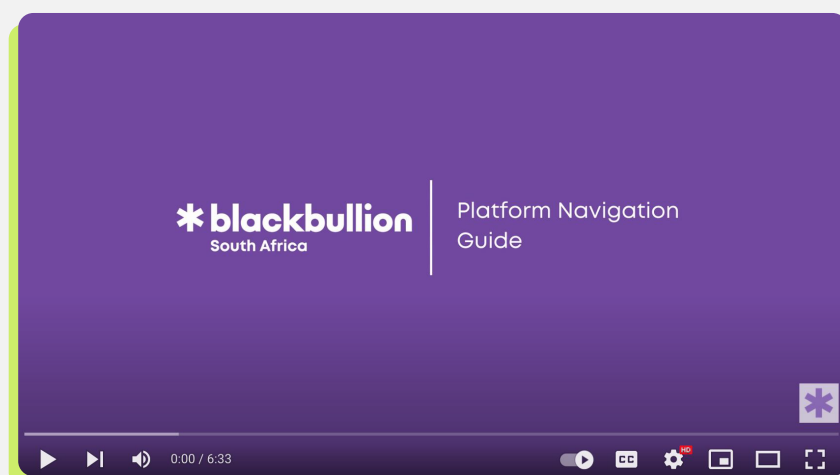 *blackbullion
South Africa
Platform Navigation
Guide
0:00 / 6:33
CC
HD